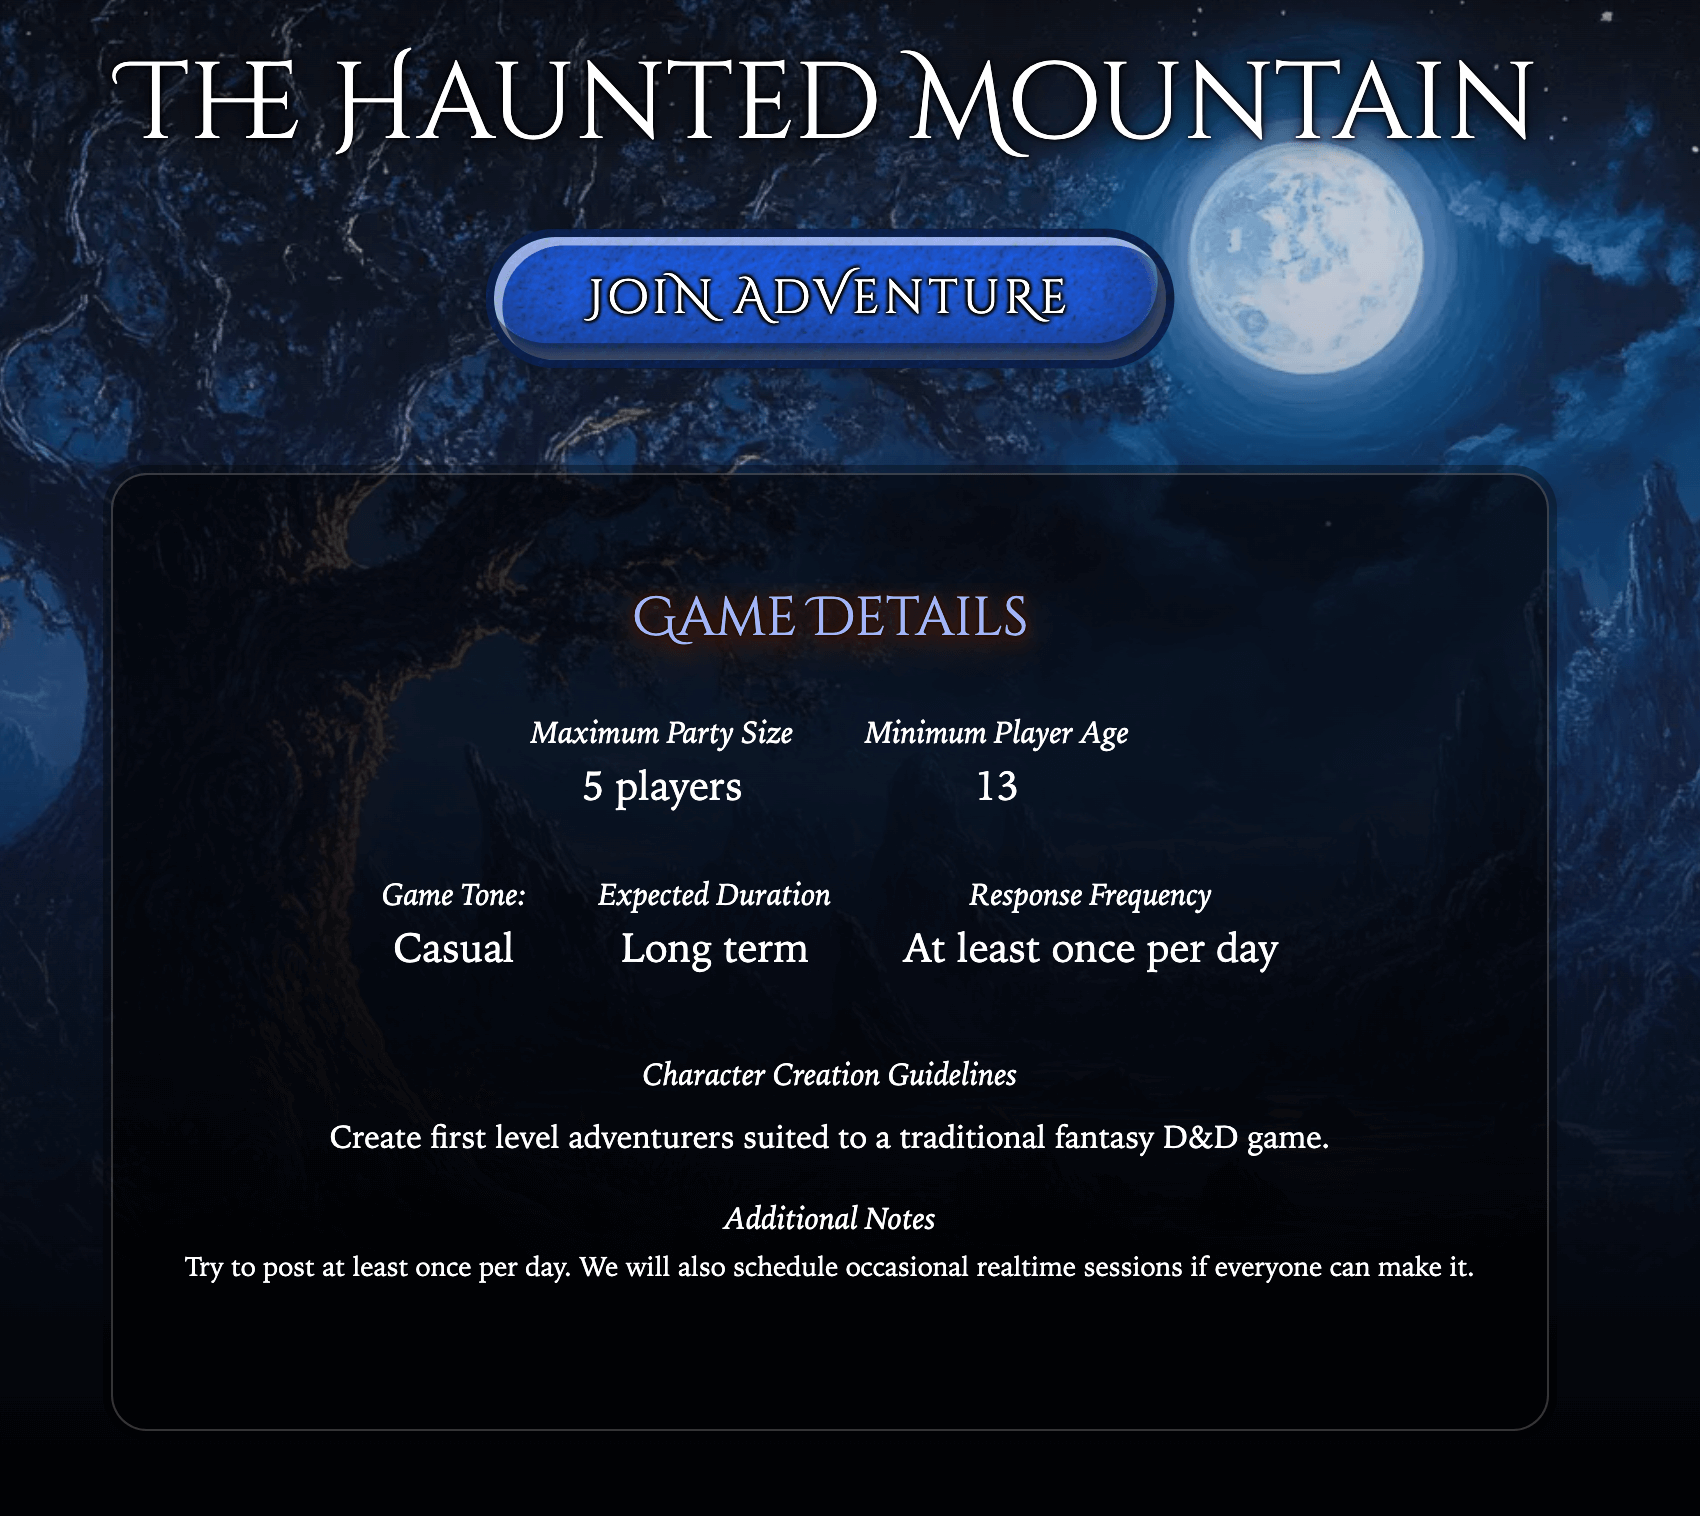 The Haunted Mountain
Join Adventure
Game Details
Maximum Party Size Minimum Player Age
5 players 13
Game Tone: Expected Duration Response Frequency
Casual Long term At least once per day
Character Creation Guidelines
Create first level adventurers suited to a traditional fantasy D&D game.
Additional Notes
Try to post at least once per day. We will also schedule occasional realtime sessions if everyone can make it.